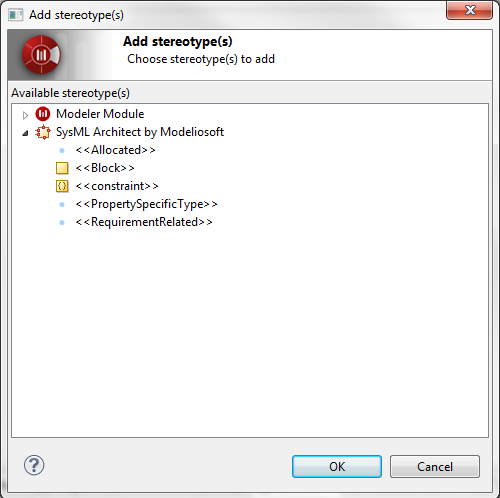 Add stereotype(s)
Add stereotype(s)
Choose stereotype(s) to add
Available stereotype(s)
Modeler Module
SysML Architect by Modeliosoft
<<Allocated>>
<<Block>>
{} <<constraint>>
<<PropertySpecificType>>
<<RequirementRelated>>
? OK Cancel